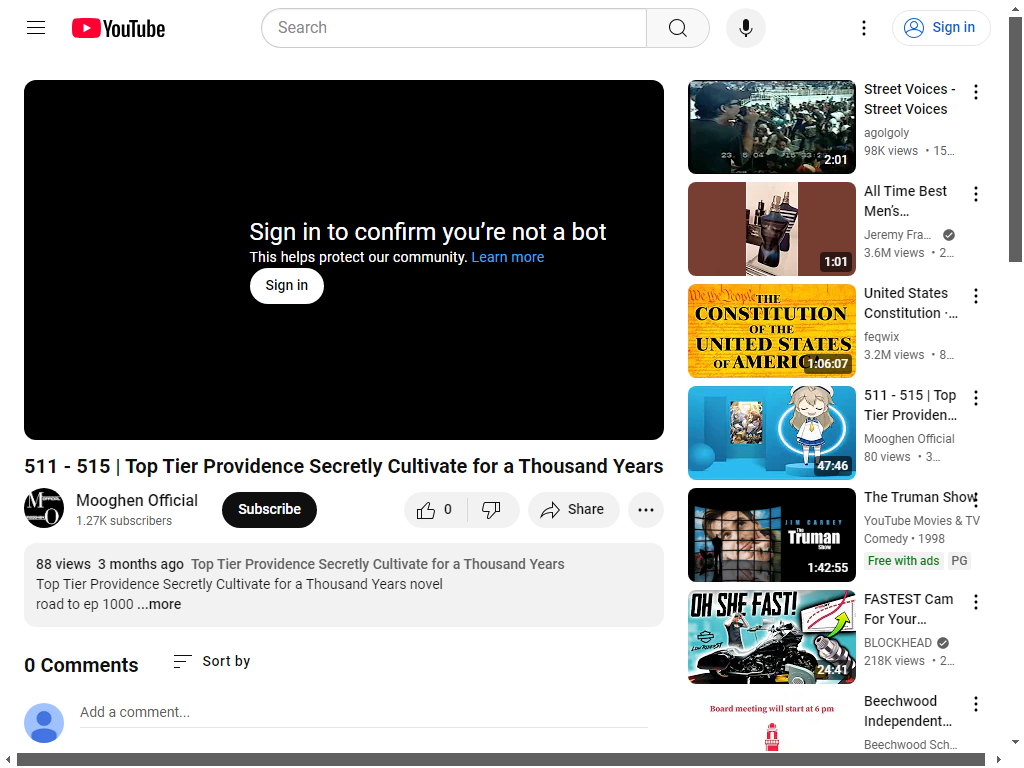 YouTube
Search
Sign in
Sign in to confirm you’re not a bot
This helps protect our community. Learn more
Sign in
511 - 515 | Top Tier Providence Secretly Cultivate for a Thousand Years
Mooghen Official
1.27K subscribers
Subscribe
0
Share
88 views 3 months ago Top Tier Providence Secretly Cultivate for a Thousand Years
Top Tier Providence Secretly Cultivate for a Thousand Years novel
road to ep 1000 ...more
0 Comments
Sort by
Add a comment...
2:01
Street Voices -
Street Voices
agolgoly
98K views • 15…
1:01
All Time Best
Men’s…
Jeremy Fra…
3.6M views • 2…
We the People THE
CONSTITUTION
OF THE
UNITED STATES
OF AMERICA
1:06:07
United States
Constitution ·…
feqwix
3.2M views • 8…
47:46
511 - 515 | Top
Tier Providen…
Mooghen Official
80 views • 3…
JIM CARREY
The Truman Show
1:42:55
The Truman Show
YouTube Movies & TV
Comedy • 1998
Free with ads PG
OH SHE FAST!
24:41
FASTEST Cam
For Your…
BLOCKHEAD
218K views • 2…
Board meeting will start at 6 pm
Beechwood
Independent…
Beechwood Sch…